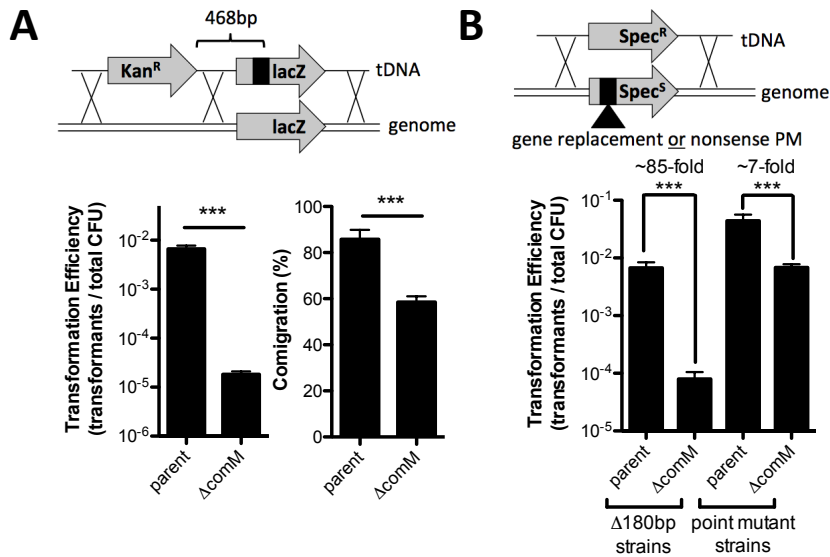 A
468bp
Kan^R
lacZ
tDNA
lacZ
genome
Transformation Efficiency
(transformants / total CFU)
10^-2
10^-3
10^-4
10^-5
10^-6
***
parent
ΔcomM
Comigration (%)
100
80
60
40
20
0
***
parent
ΔcomM
B
Spec^R
tDNA
Spec^S
genome
gene replacement or nonsense PM
~85-fold
~7-fold
***
***
Transformation Efficiency
(transformants / total CFU)
10^-1
10^-2
10^-3
10^-4
10^-5
parent
ΔcomM
parent
ΔcomM
Δ180bp
strains
point mutant
strains